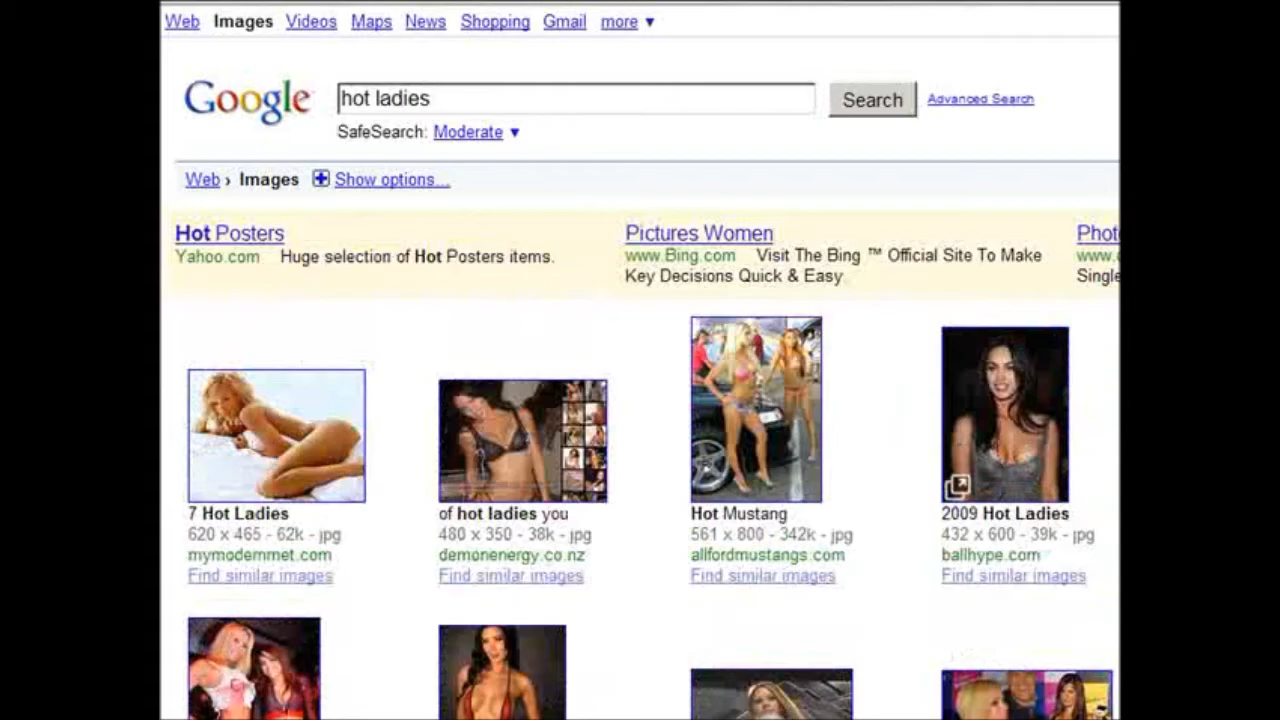 Web Images Videos Maps News Shopping Gmail more ▼
Google hot ladies Search Advanced Search
SafeSearch: Moderate ▼
Web › Images Show options...
Hot Posters
Yahoo.com Huge selection of Hot Posters items.
Pictures Women
www.Bing.com Visit The Bing ™ Official Site To Make
Key Decisions Quick & Easy.
Single
7 Hot Ladies
620 x 465 - 62k - jpg
mymodernmet.com
Find similar images
of hot ladies you
480 x 350 - 38k - jpg
demonenergy.co.nz
Find similar images
Hot Mustang
561 x 800 - 342k - jpg
allfordmustangs.com
Find similar images
2009 Hot Ladies
432 x 600 - 39k - jpg
ballhype.com
Find similar images